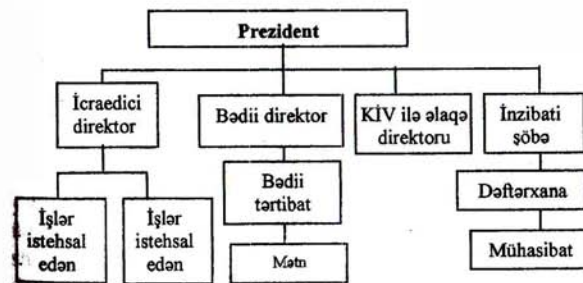 Prezident
İcraedici
direktor
Bədii direktor
KİV ilə əlaqə
direktoru
İnzibati
şöbə
İşlər
istehsal
edən
İşlər
istehsal
edən
Bədii
tərtibat
Mətn
Dəftərxana
Mühasibat